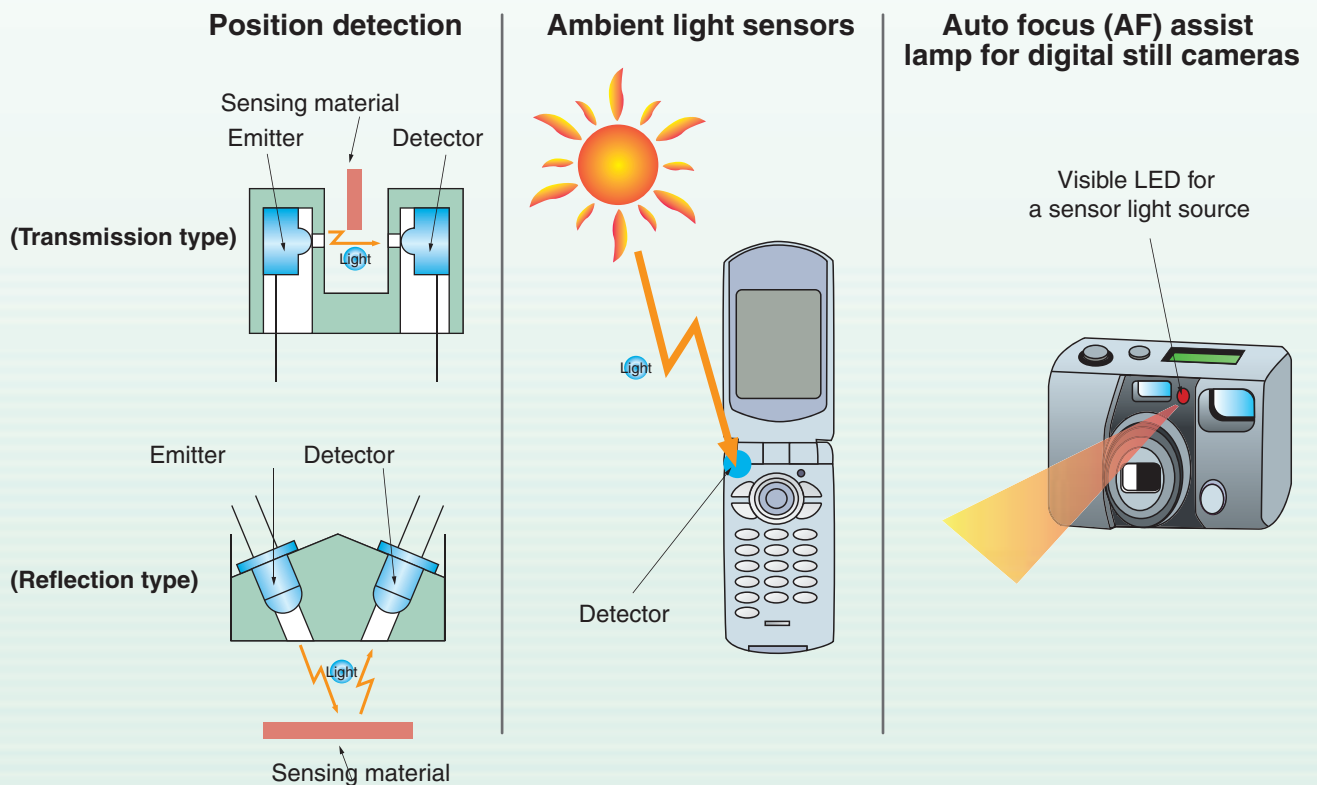 Position detection
Sensing material
Emitter
Detector
(Transmission type)
Light
Emitter
Detector
(Reflection type)
Light
Sensing material
Ambient light sensors
Light
Detector
Auto focus (AF) assist
lamp for digital still cameras
Visible LED for
a sensor light source